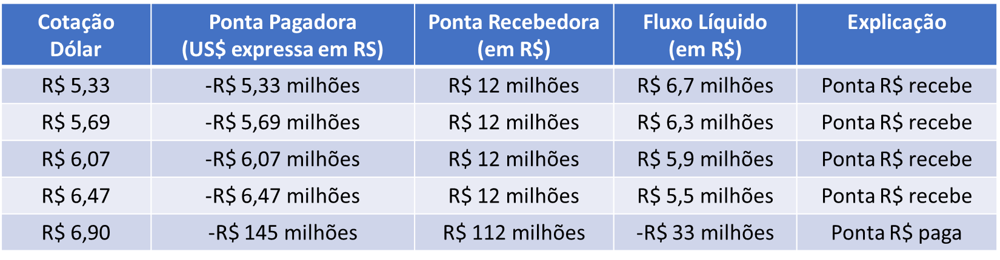 Cotação Dólar | Ponta Pagadora (US$ expressa em RS) | Ponta Recebedora (em R$) | Fluxo Líquido (em R$) | Explicação
R$ 5,33 | -R$ 5,33 milhões | R$ 12 milhões | R$ 6,7 milhões | Ponta R$ recebe
R$ 5,69 | -R$ 5,69 milhões | R$ 12 milhões | R$ 6,3 milhões | Ponta R$ recebe
R$ 6,07 | -R$ 6,07 milhões | R$ 12 milhões | R$ 5,9 milhões | Ponta R$ recebe
R$ 6,47 | -R$ 6,47 milhões | R$ 12 milhões | R$ 5,5 milhões | Ponta R$ recebe
R$ 6,90 | -R$ 145 milhões | R$ 112 milhões | -R$ 33 milhões | Ponta R$ paga